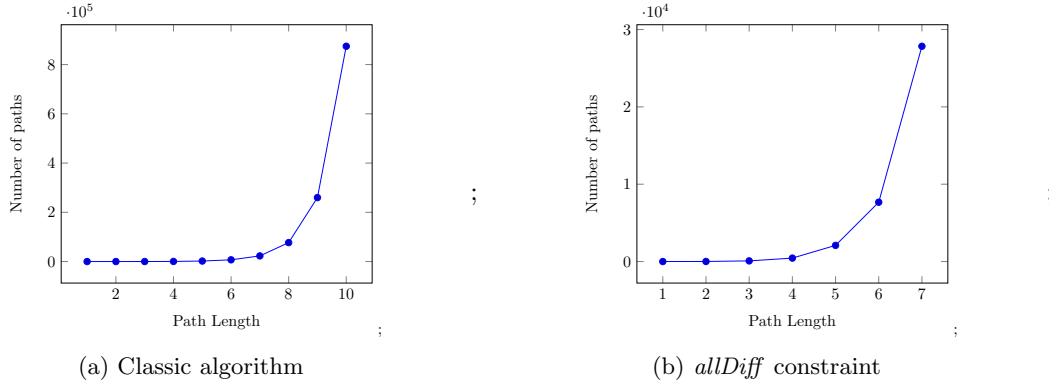 ·10^5
8
6
4
2
0
Number of paths
2 4 6 8 10
Path Length
;
(a) Classic algorithm
;
·10^4
3
2
1
0
Number of paths
1 2 3 4 5 6 7
Path Length
;
(b) allDiff constraint